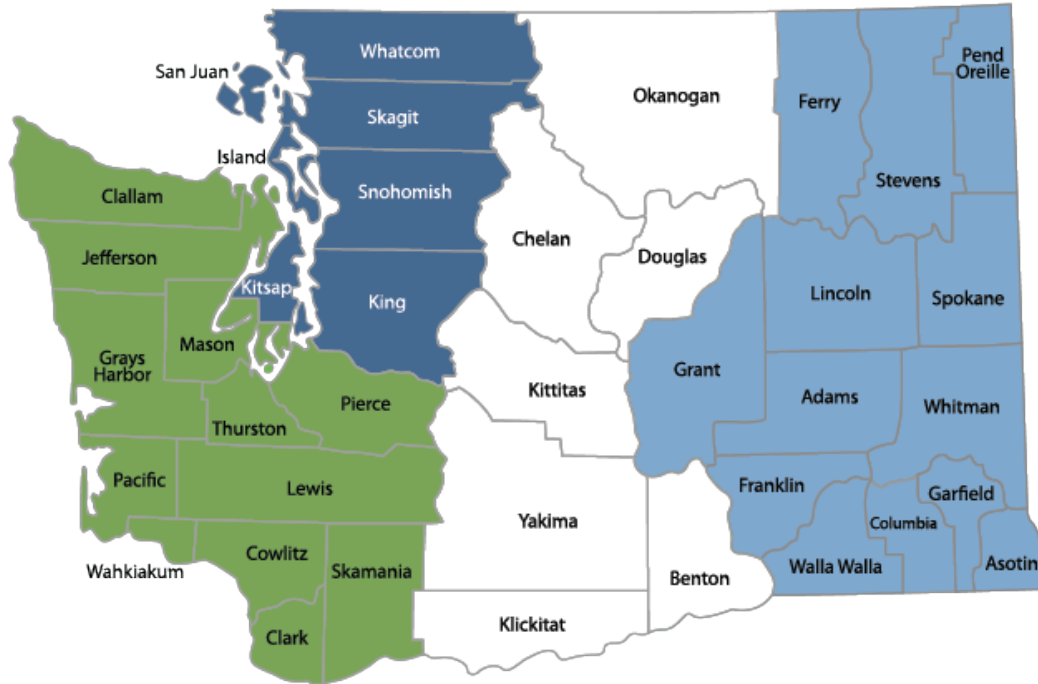 Whatcom
Pend
Oreille
San Juan
Okanogan
Ferry
Skagit
Island
Stevens
Snohomish
Clallam
Chelan
Douglas
Jefferson
Kitsap
King
Lincoln
Spokane
Mason
Grays
Harbor
Grant
Kittitas
Adams
Pierce
Whitman
Thurston
Pacific
Lewis
Franklin
Garfield
Yakima
Columbia
Cowlitz
Wahkiakum
Skamania
Walla Walla
Asotin
Benton
Klickitat
Clark